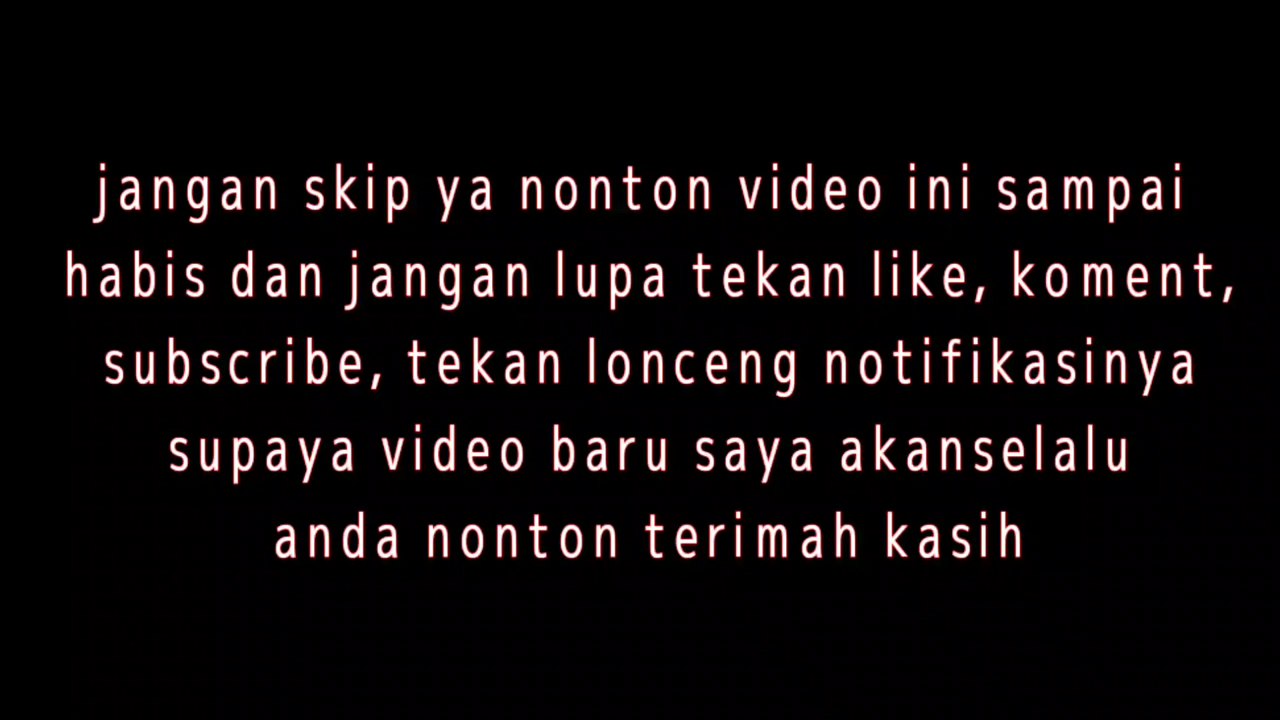 jangan skip ya nonton video ini sampai
habis dan jangan lupa tekan like, koment,
subscribe, tekan lonceng notifikasinya
supaya video baru saya akanselalu
anda nonton terimah kasih